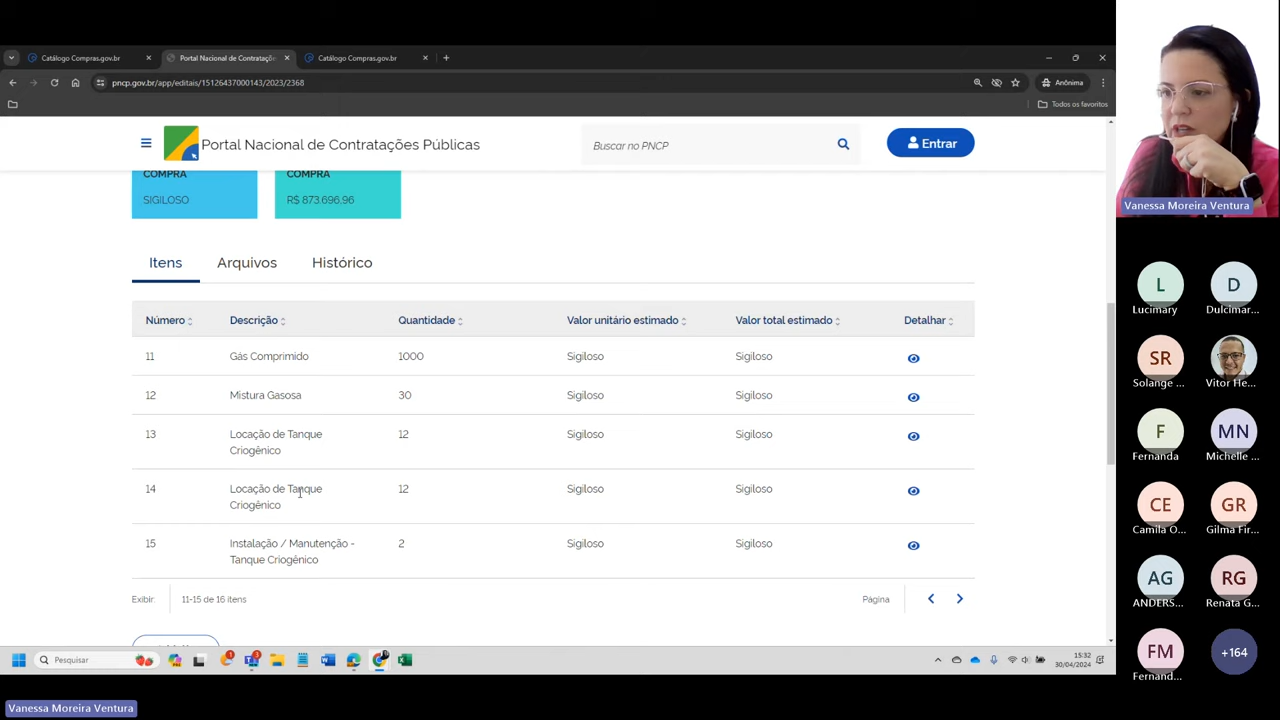 Catálogo Compras.gov.br
Portal Nacional de Contrataçõe
Catálogo Compras.gov.br
pncp.gov.br/app/editais/15126437000143/2023/2368
Anônima
Todos os favoritos
Portal Nacional de Contratações Públicas
Buscar no PNCP
Entrar
COMPRA
SIGILOSO
COMPRA
R$ 873.696,96
Itens
Arquivos
Histórico
Número
Descrição
Quantidade
Valor unitário estimado
Valor total estimado
Detalhar
11
Gás Comprimido
1000
Sigiloso
Sigiloso
12
Mistura Gasosa
30
Sigiloso
Sigiloso
13
Locação de Tanque
Criogênico
12
Sigiloso
Sigiloso
14
Locação de Tanque
Criogênico
12
Sigiloso
Sigiloso
15
Instalação / Manutenção -
Tanque Criogênico
2
Sigiloso
Sigiloso
Exibir:
11-15 de 16 itens
Página
Pesquisar
15:32
30/04/2024
Vanessa Moreira Ventura
L
Lucimary
D
Dulcimar...
SR
Solange ...
Vitor He...
F
Fernanda
MN
Michelle ...
CE
Camila O...
GR
Gilma Fir...
AG
ANDERS...
RG
Renata G...
FM
Fernand...
+164
Vanessa Moreira Ventura